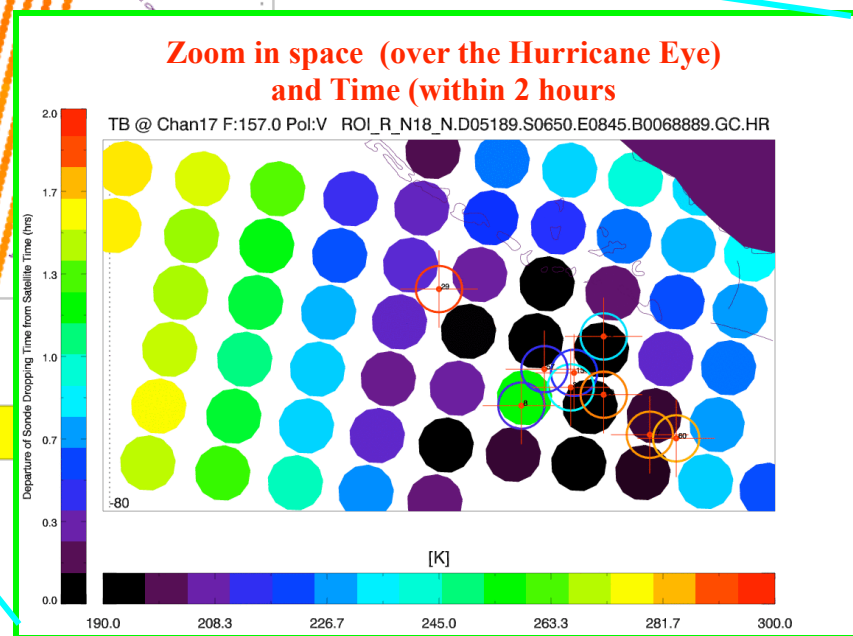 Zoom in space (over the Hurricane Eye)
and Time (within 2 hours
TB @ Chan17 F:157.0 Pol:V ROI_R_N18_N.D05189.S0650.E0845.B0068889.GC.HR
Departure of Sonde Dropping Time from Satellite Time (hrs)
2.0
1.7
1.3
1.0
0.7
0.3
0.0
29
15
8
60
-80
[K]
190.0 208.3 226.7 245.0 263.3 281.7 300.0